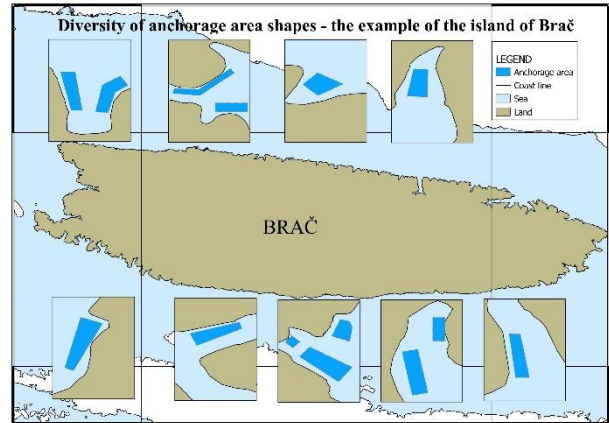 Diversity of anchorage area shapes - the example of the island of Brač
LEGEND
Anchorage area
Coast line
Sea
Land
BRAČ